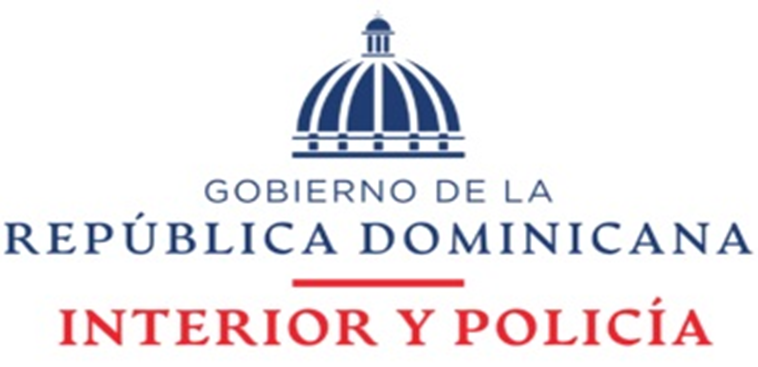 GOBIERNO DE LA
REPÚBLICA DOMINICANA
INTERIOR Y POLICÍA